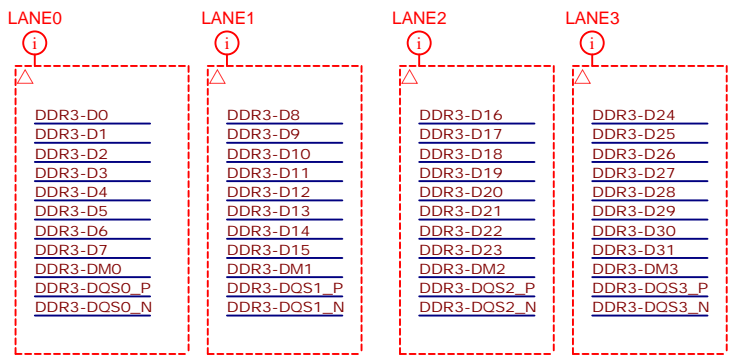 LANE0
i
DDR3-D0
DDR3-D1
DDR3-D2
DDR3-D3
DDR3-D4
DDR3-D5
DDR3-D6
DDR3-D7
DDR3-DM0
DDR3-DQS0_P
DDR3-DQS0_N
LANE1
i
DDR3-D8
DDR3-D9
DDR3-D10
DDR3-D11
DDR3-D12
DDR3-D13
DDR3-D14
DDR3-D15
DDR3-DM1
DDR3-DQS1_P
DDR3-DQS1_N
LANE2
i
DDR3-D16
DDR3-D17
DDR3-D18
DDR3-D19
DDR3-D20
DDR3-D21
DDR3-D22
DDR3-D23
DDR3-DM2
DDR3-DQS2_P
DDR3-DQS2_N
LANE3
i
DDR3-D24
DDR3-D25
DDR3-D26
DDR3-D27
DDR3-D28
DDR3-D29
DDR3-D30
DDR3-D31
DDR3-DM3
DDR3-DQS3_P
DDR3-DQS3_N